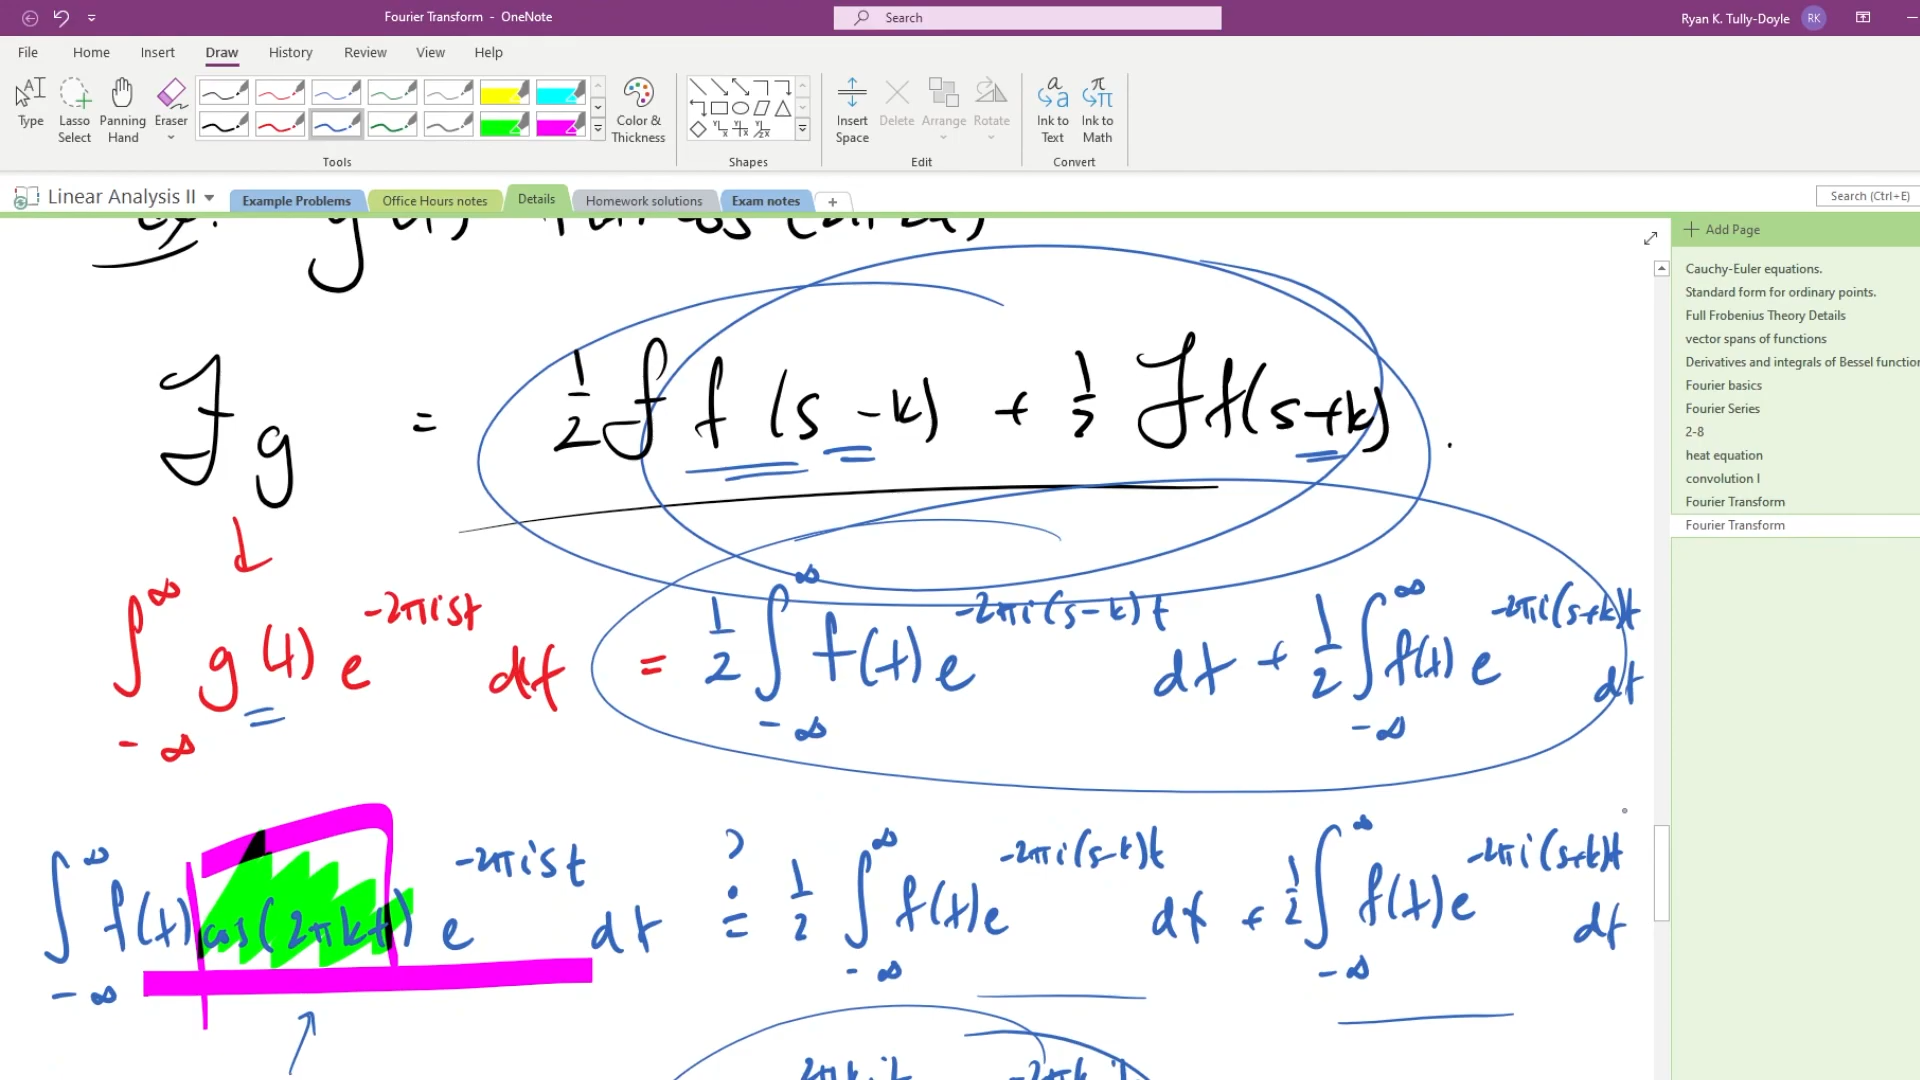 Fourier Transform - OneNote
Search
Ryan K. Tully-Doyle RK
File Home Insert Draw History Review View Help
Type Lasso Select Panning Hand Eraser Color & Thickness Insert Space Delete Arrange Rotate Ink to Text Ink to Math
Tools Shapes Edit Convert
Linear Analysis II Example Problems Office Hours notes Details Homework solutions Exam notes + Search (Ctrl+E)
Add Page
Cauchy-Euler equations.
Standard form for ordinary points.
Full Frobenius Theory Details
vector spans of functions
Derivatives and integrals of Bessel function
Fourier basics
Fourier Series
2-8
heat equation
convolution I
Fourier Transform
Fourier Transform
ℱg = 1/2 ℱf (s-k) + 1/2 ℱf(s+k).
∫_{-∞}^{∞} g(t) e^{-2πist} dt = 1/2 ∫_{-∞}^{∞} f(t) e^{-2πi(s-k)t} dt + 1/2 ∫_{-∞}^{∞} f(t) e^{-2πi(s+k)t} dt
∫_{-∞}^{∞} f(t) cos(2πkt) e^{-2πist} dt ?= 1/2 ∫_{-∞}^{∞} f(t) e^{-2πi(s-k)t} dt + 1/2 ∫_{-∞}^{∞} f(t) e^{-2πi(s+k)t} dt